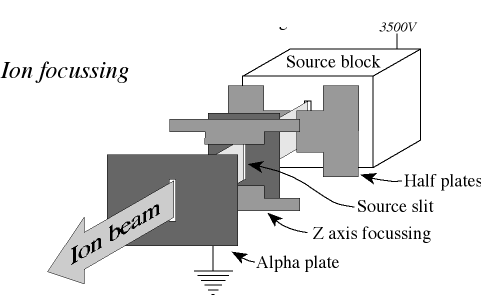 3500V
Source block
Ion focussing
Half plates
Source slit
Z axis focussing
Ion beam
Alpha plate